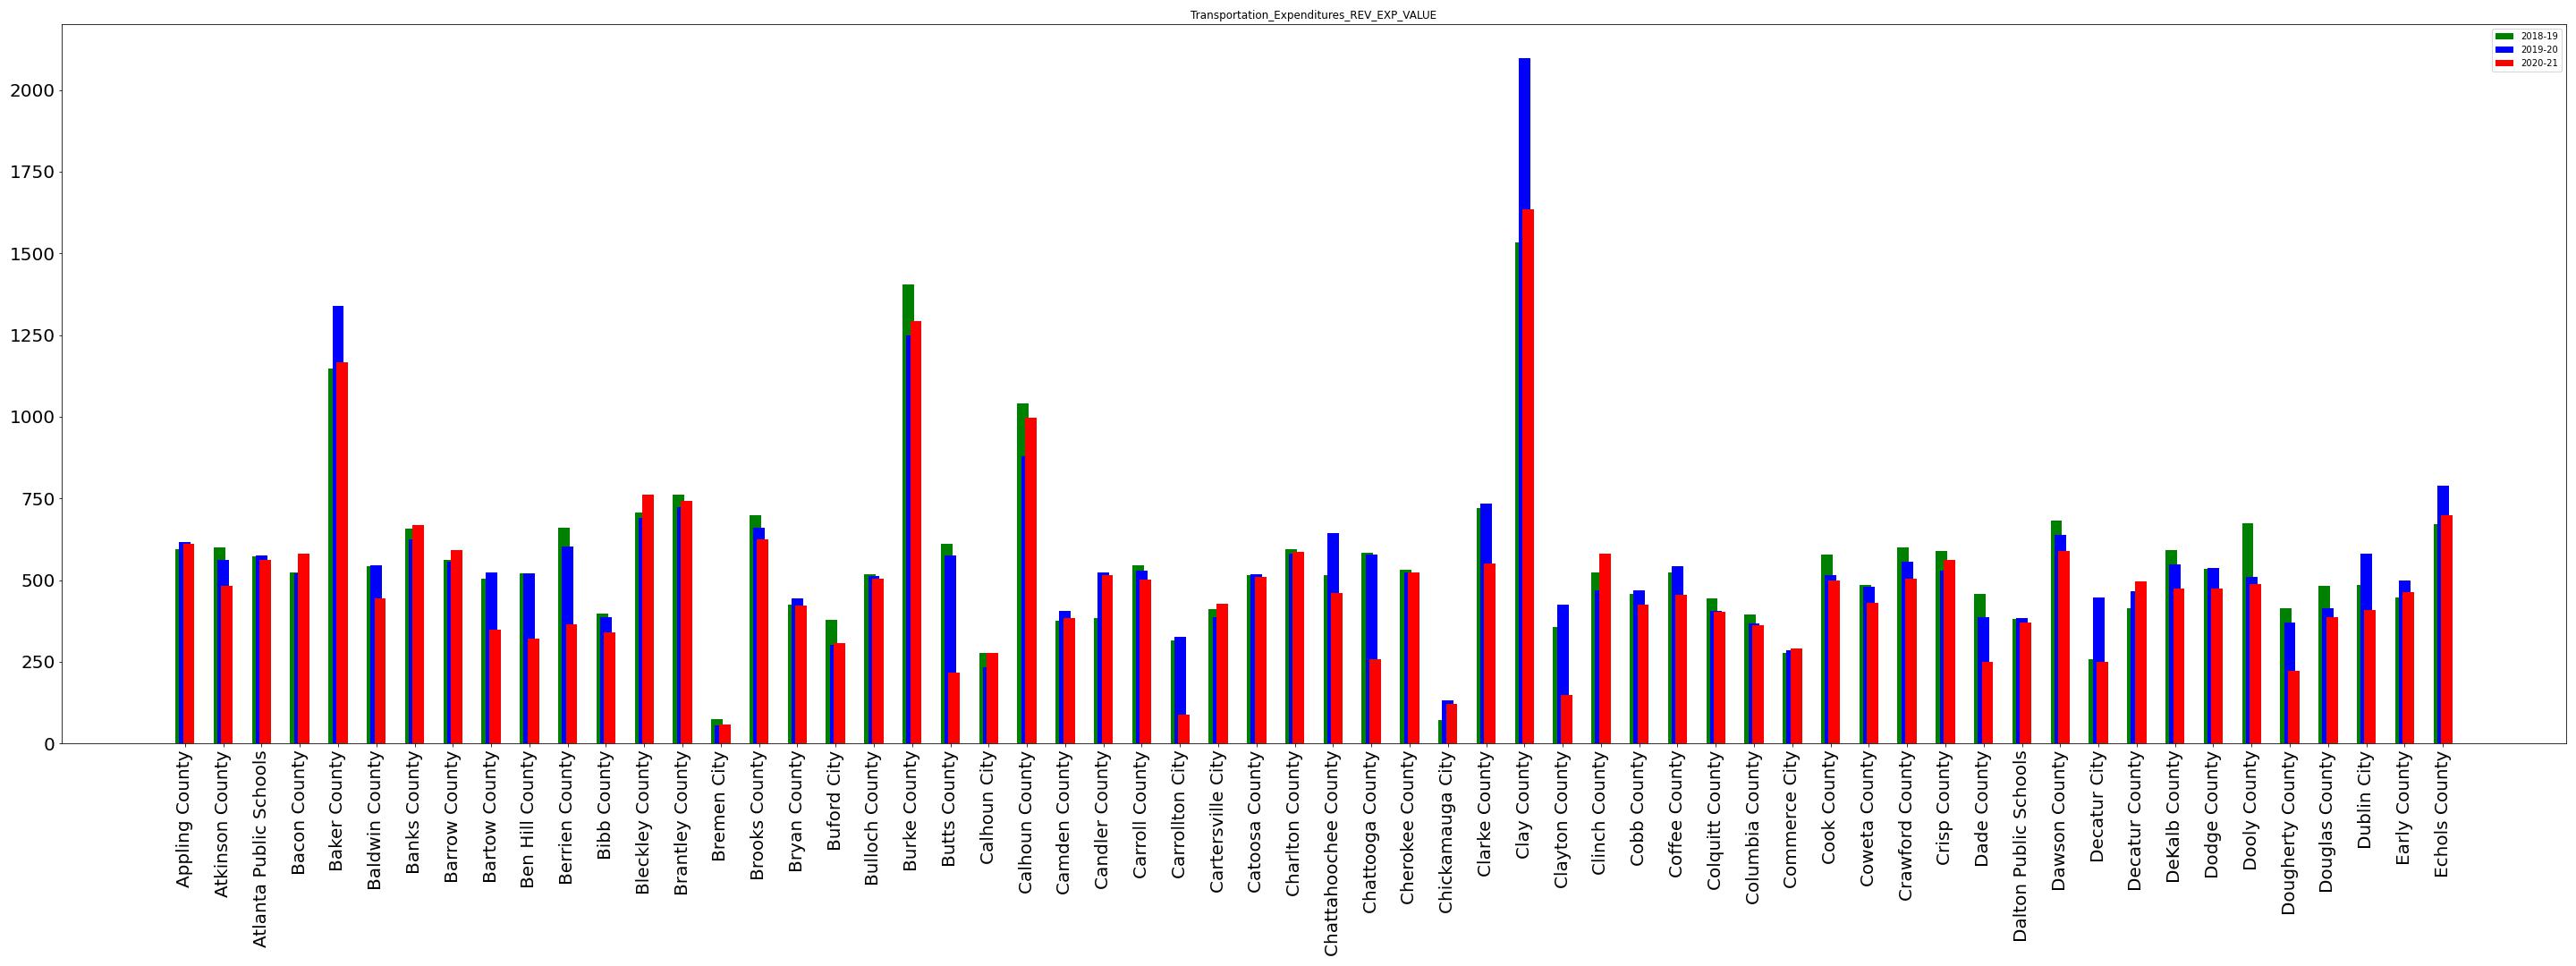 Transportation_Expenditures_REV_EXP_VALUE
2018-19
2019-20
2020-21
2000
1750
1500
1250
1000
750
500
250
0
Appling County
Atkinson County
Atlanta Public Schools
Bacon County
Baker County
Baldwin County
Banks County
Barrow County
Bartow County
Ben Hill County
Berrien County
Bibb County
Bleckley County
Brantley County
Bremen City
Brooks County
Bryan County
Buford City
Bulloch County
Burke County
Butts County
Calhoun City
Calhoun County
Camden County
Candler County
Carroll County
Carrollton City
Cartersville City
Catoosa County
Charlton County
Chattahoochee County
Chattooga County
Cherokee County
Chickamauga City
Clarke County
Clay County
Clayton County
Clinch County
Cobb County
Coffee County
Colquitt County
Columbia County
Commerce City
Cook County
Coweta County
Crawford County
Crisp County
Dade County
Dalton Public Schools
Dawson County
Decatur City
Decatur County
DeKalb County
Dodge County
Dooly County
Dougherty County
Douglas County
Dublin City
Early County
Echols County